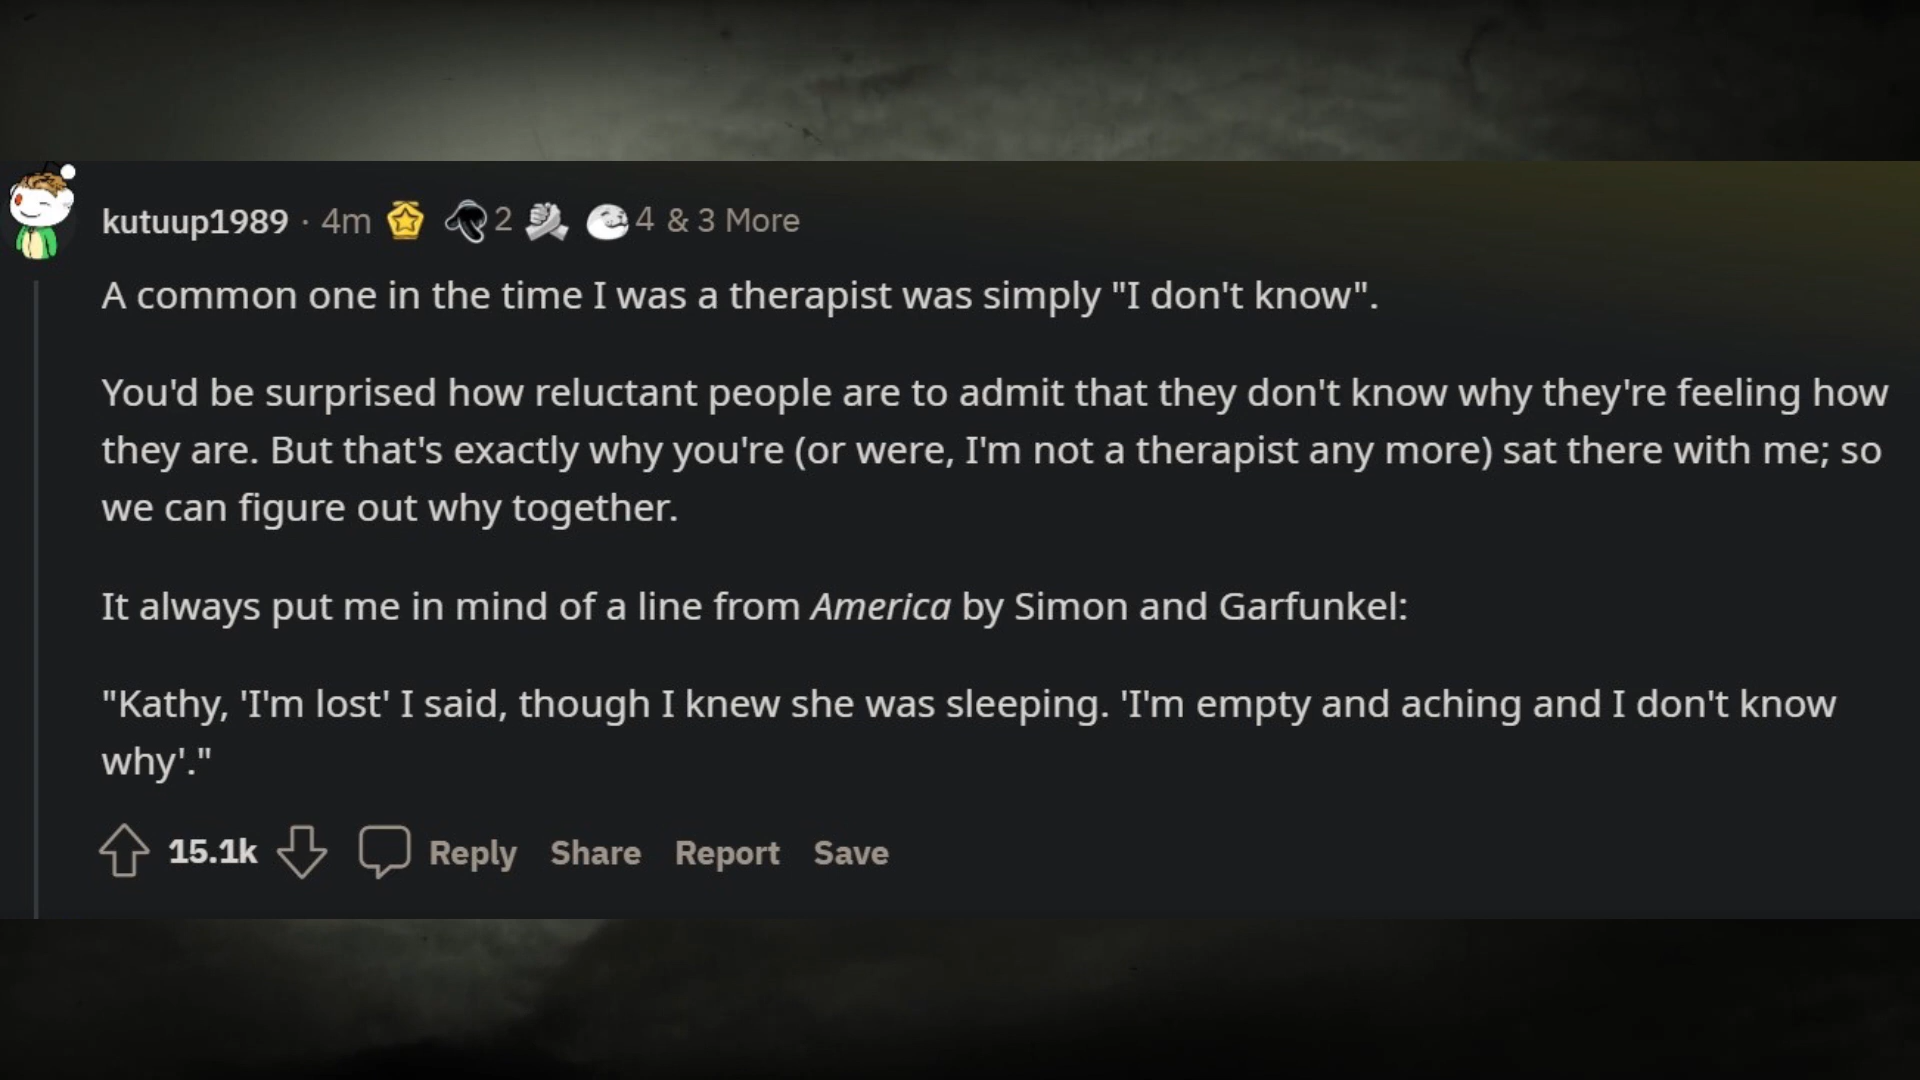 kutuup1989 · 4m 2 4 & 3 More
A common one in the time I was a therapist was simply "I don't know".
You'd be surprised how reluctant people are to admit that they don't know why they're feeling how
they are. But that's exactly why you're (or were, I'm not a therapist any more) sat there with me; so
we can figure out why together.
It always put me in mind of a line from America by Simon and Garfunkel:
"Kathy, 'I'm lost' I said, though I knew she was sleeping. 'I'm empty and aching and I don't know
why'."
15.1k Reply Share Report Save